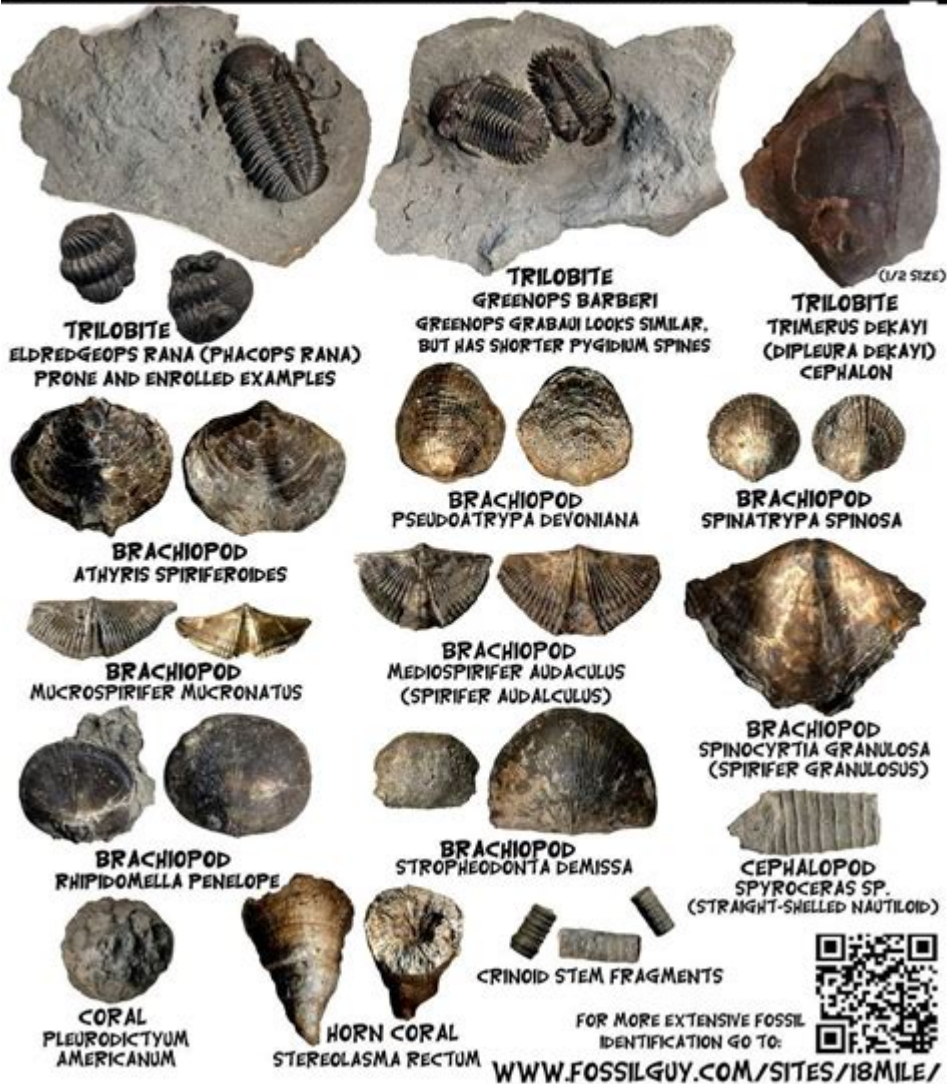 (1/2 SIZE)
TRILOBITE
ELDREDGEOPS RANA (PHACOPS RANA)
PRONE AND ENROLLED EXAMPLES
TRILOBITE
GREENOPS BARBERI
GREENOPS GRABAUI LOOKS SIMILAR,
BUT HAS SHORTER PYGIDIUM SPINES
TRILOBITE
TRIMERUS DEKAYI
(DIPLEURA DEKAYI)
CEPHALON
BRACHIOPOD
ATHYRIS SPIRIFEROIDES
BRACHIOPOD
PSEUDOATRYPA DEVONIANA
BRACHIOPOD
SPINATRYPA SPINOSA
BRACHIOPOD
MUCROSPIRIFER MUCRONATUS
BRACHIOPOD
MEDIOSPIRIFER AUDACULUS
(SPIRIFER AUDALCULUS)
BRACHIOPOD
SPINOCYRTIA GRANULOSA
(SPIRIFER GRANULOSUS)
BRACHIOPOD
RHIPIDOMELLA PENELOPE
BRACHIOPOD
STROPHEODONTA DEMISSA
CEPHALOPOD
SPYROCERAS SP.
(STRAIGHT-SHELLED NAUTILOID)
CORAL
PLEURODICTYUM
AMERICANUM
HORN CORAL
STEREOLASMA RECTUM
CRINOID STEM FRAGMENTS
FOR MORE EXTENSIVE FOSSIL
IDENTIFICATION GO TO:
WWW.FOSSILGUY.COM/SITES/18MILE/